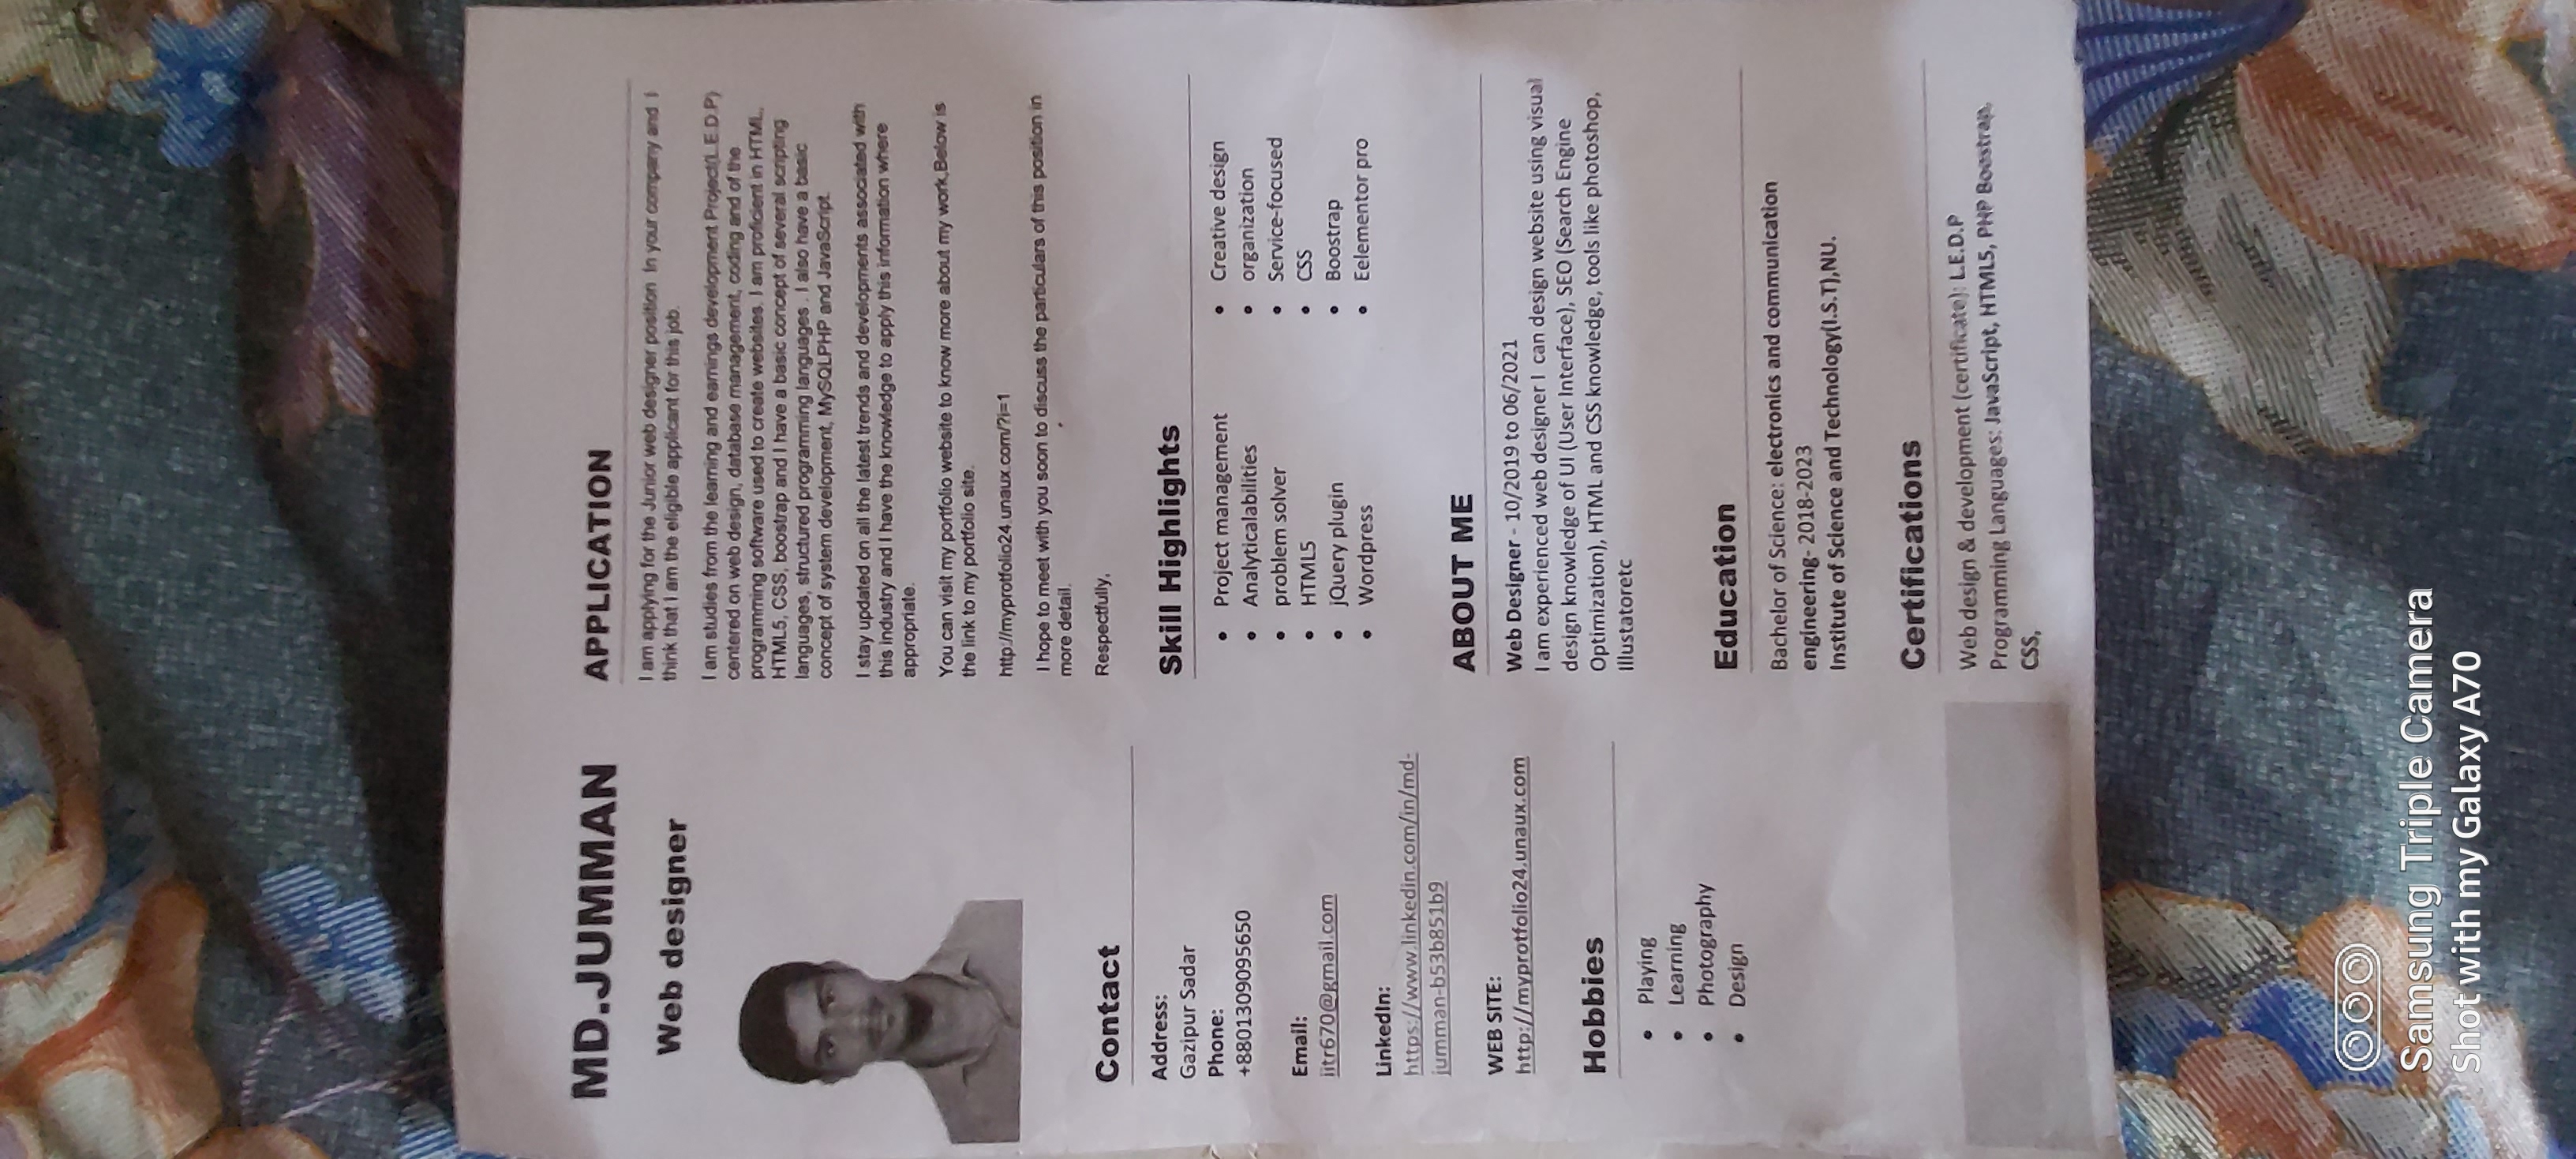 MD.JUMMAN
Web designer
Contact
Address:
Gazipur Sadar
Phone:
+8801309095650
Email:
iitr670@gmail.com
LinkedIn:
https://www.linkedin.com/in/md-
jumman-b53b851b9
WEB SITE:
http://myprotfolio24.unaux.com
Hobbies
• Playing
• Learning
• Photography
• Design
APPLICATION
I am applying for the Junior web designer position In your company and I
think that I am the eligible applicant for this job.
I am studies from the learning and earnings development Project(L.E.D.P)
centered on web design, database management, coding and of the
programming software used to create websites. I am proficient in HTML,
HTML5, CSS, boostrap and I have a basic concept of several scripting
languages, structured programming languages . I also have a basic
concept of system development, MySQLPHP and JavaScript.
I stay updated on all the latest trends and developments associated with
this industry and I have the knowledge to apply this information where
appropriate.
You can visit my portfolio website to know more about my work,Below is
the link to my portfolio site.
http://myprotfolio24.unaux.com/?i=1
I hope to meet with you soon to discuss the particulars of this position in
more detail.
Respectfully,
Skill Highlights
• Project management
• Analyticalabilities
• problem solver
• HTML5
• jQuery plugin
• Wordpress
• Creative design
• organization
• Service-focused
• CSS
• Boostrap
• Eelementor pro
ABOUT ME
Web Designer - 10/2019 to 06/2021
I am experienced web designer I can design website using visual
design knowledge of UI (User Interface), SEO (Search Engine
Optimization), HTML and CSS knowledge, tools like photoshop,
Illustatoretc
Education
Bachelor of Science: electronics and communication
engineering- 2018-2023
Institute of Science and Technology(I.S.T),NU.
Certifications
Web design & development (certificate): L.E.D.P
Programming Languages: JavaScript, HTML5, PHP Boostrap,
CSS,
Samsung Triple Camera
Shot with my Galaxy A70